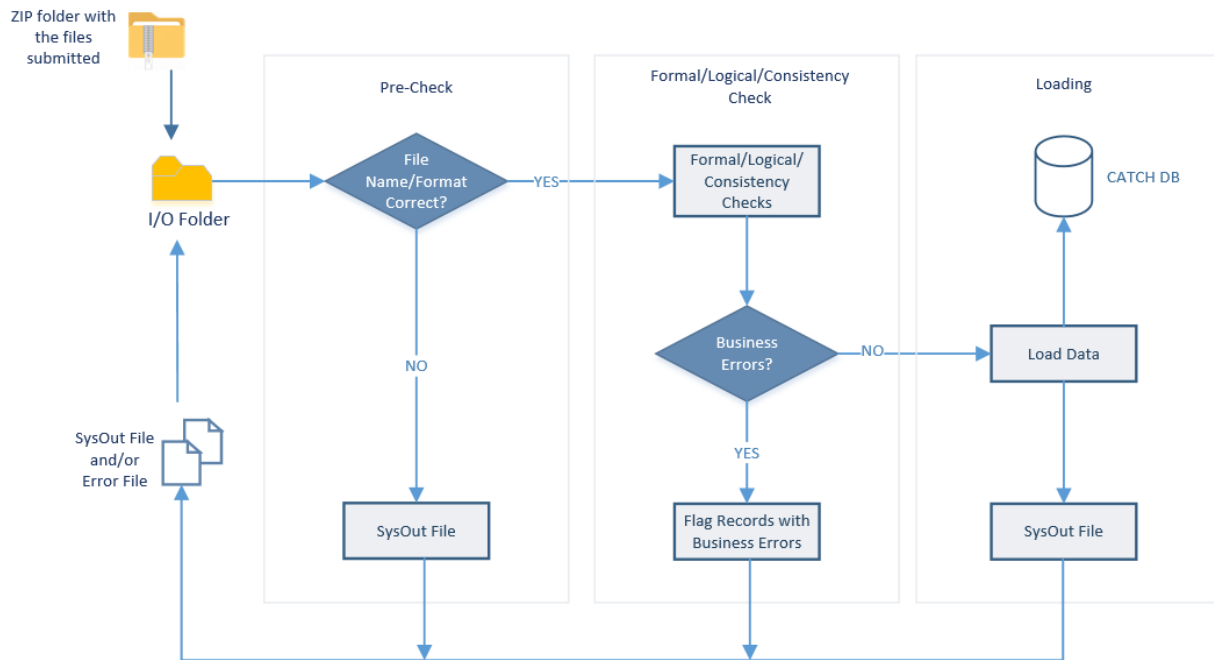 ZIP folder with
the files
submitted
Pre-Check
Formal/Logical/Consistency
Check
Loading
File
Name/Format
Correct?
YES
Formal/Logical/
Consistency
Checks
CATCH DB
I/O Folder
Business
Errors?
NO
Load Data
NO
SysOut File
and/or
Error File
YES
SysOut File
Flag Records with
Business Errors
SysOut File